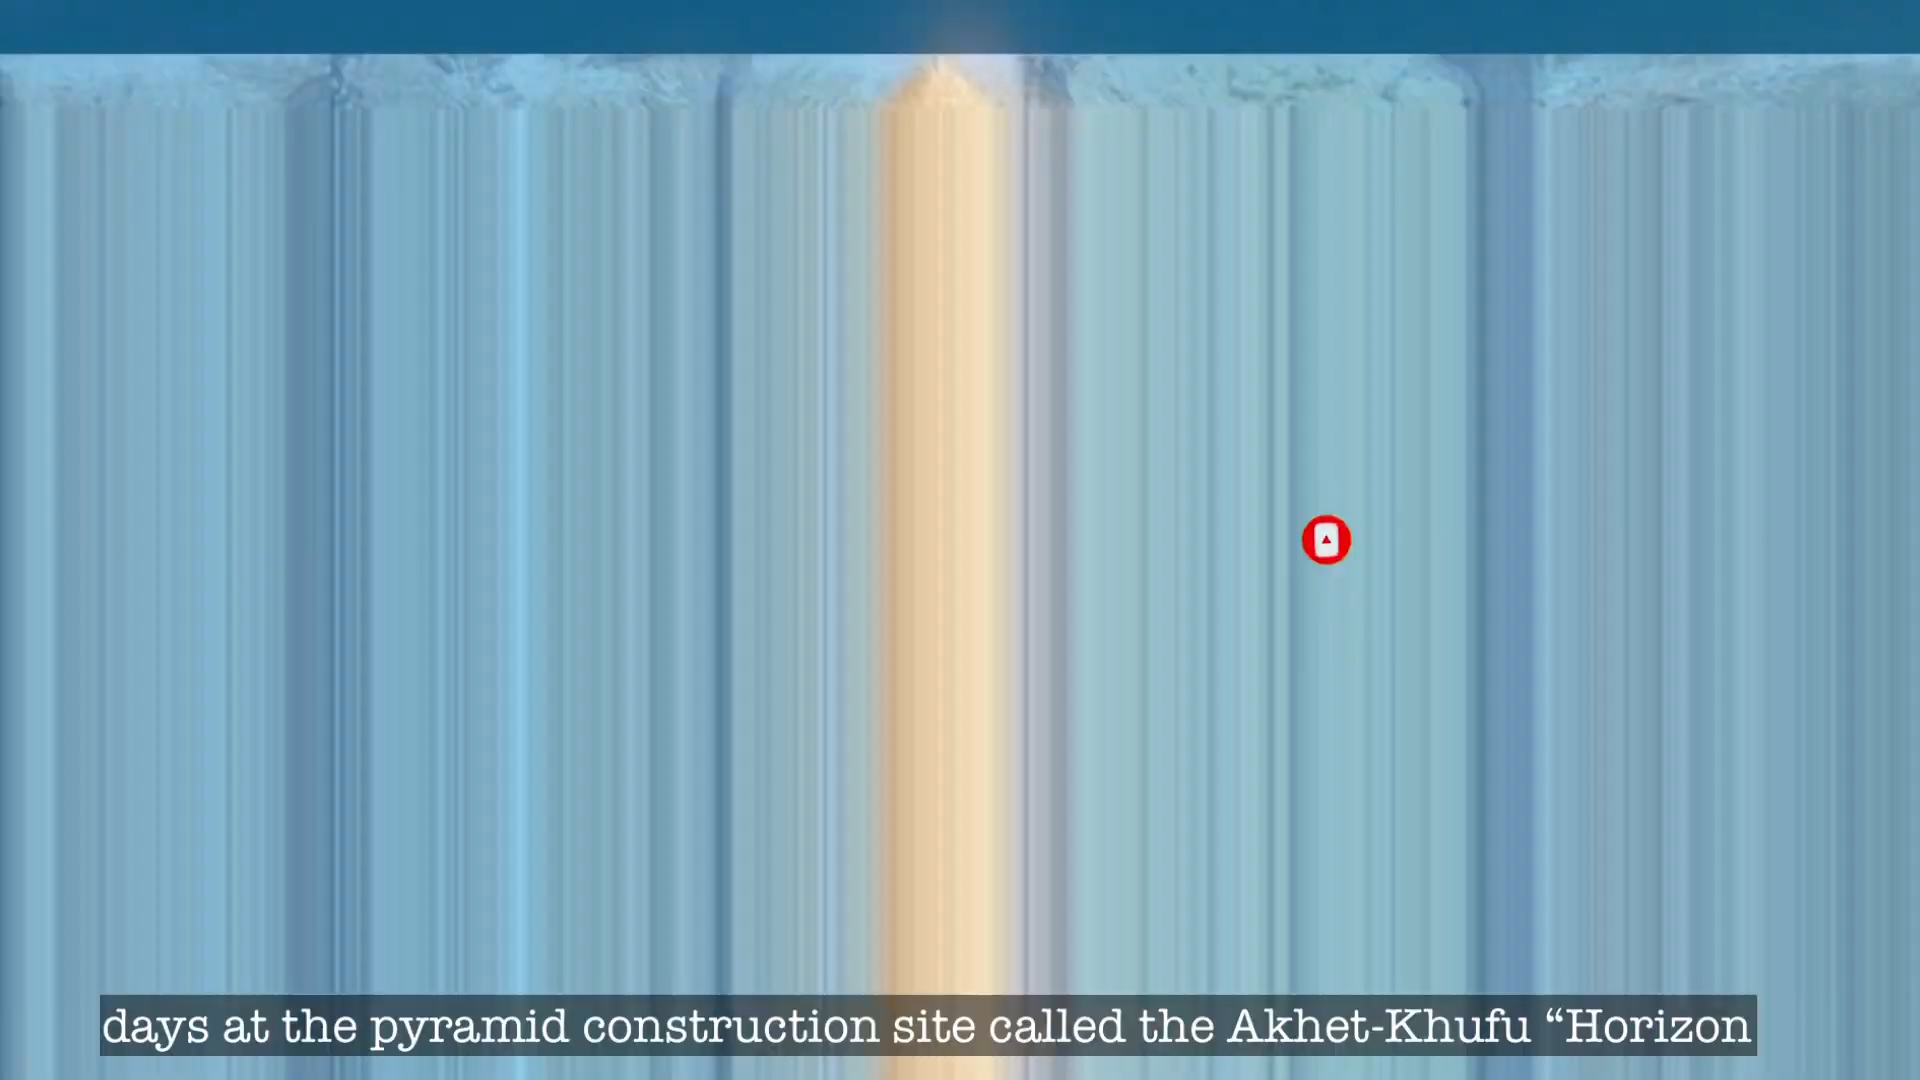 days at the pyramid construction site called the Akhet-Khufu “Horizon